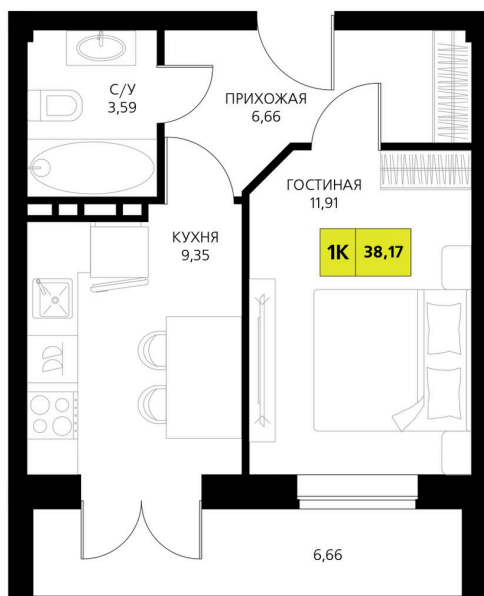 С/У
3,59
ПРИХОЖАЯ
6,66
ГОСТИНАЯ
11,91
КУХНЯ
9,35
1К 38,17
6,66